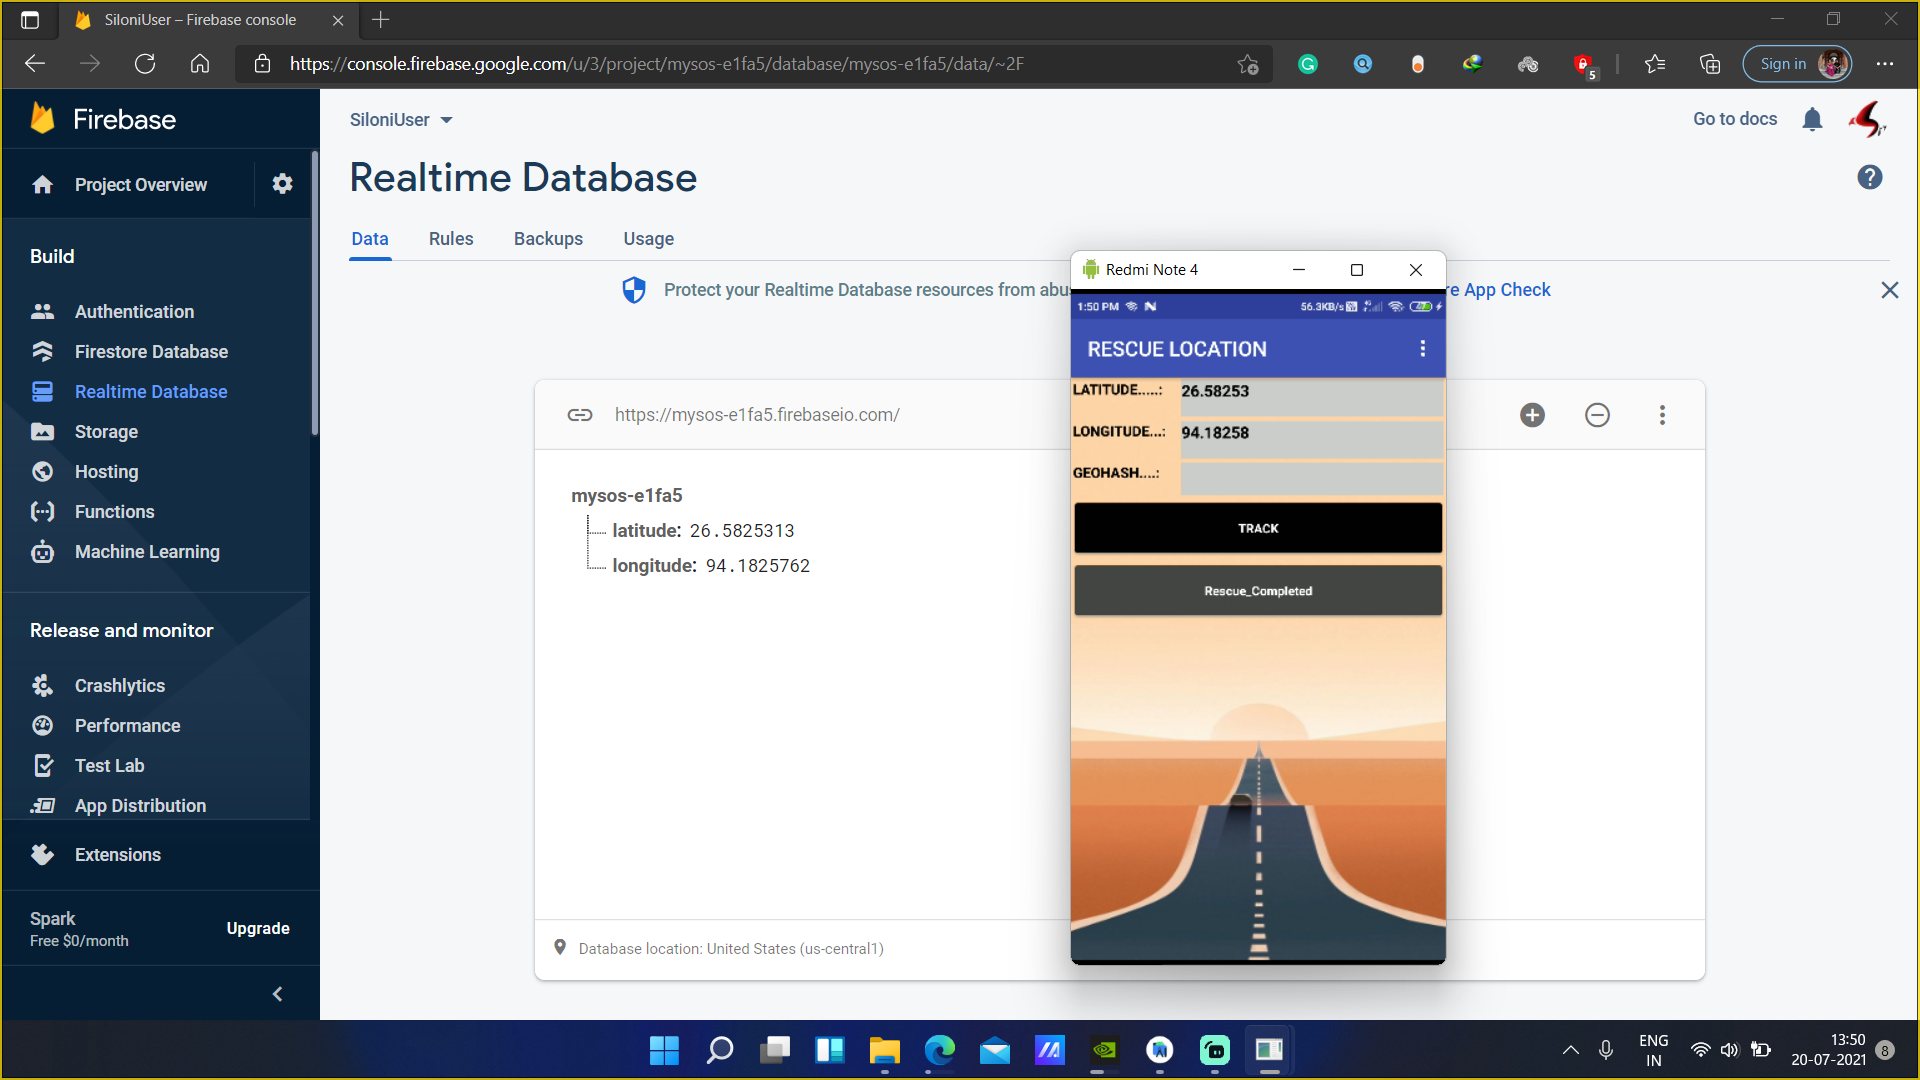 SiloniUser – Firebase console
https://console.firebase.google.com/u/3/project/mysos-e1fa5/database/mysos-e1fa5/data/~2F
5
Sign in
Firebase
Project Overview
Build
Authentication
Firestore Database
Realtime Database
Storage
Hosting
Functions
Machine Learning
Release and monitor
Crashlytics
Performance
Test Lab
App Distribution
Extensions
Spark
Free $0/month
Upgrade
SiloniUser
Go to docs
Realtime Database
Data
Rules
Backups
Usage
Protect your Realtime Database resources from abu
re App Check
https://mysos-e1fa5.firebaseio.com/
mysos-e1fa5
latitude: 26.5825313
longitude: 94.1825762
Database location: United States (us-central1)
Redmi Note 4
1:50 PM
56.3KB/s
RESCUE LOCATION
LATITUDE.....: 26.58253
LONGITUDE...: 94.18258
GEOHASH....:
TRACK
Rescue_Completed
ENG
IN
13:50
20-07-2021
8